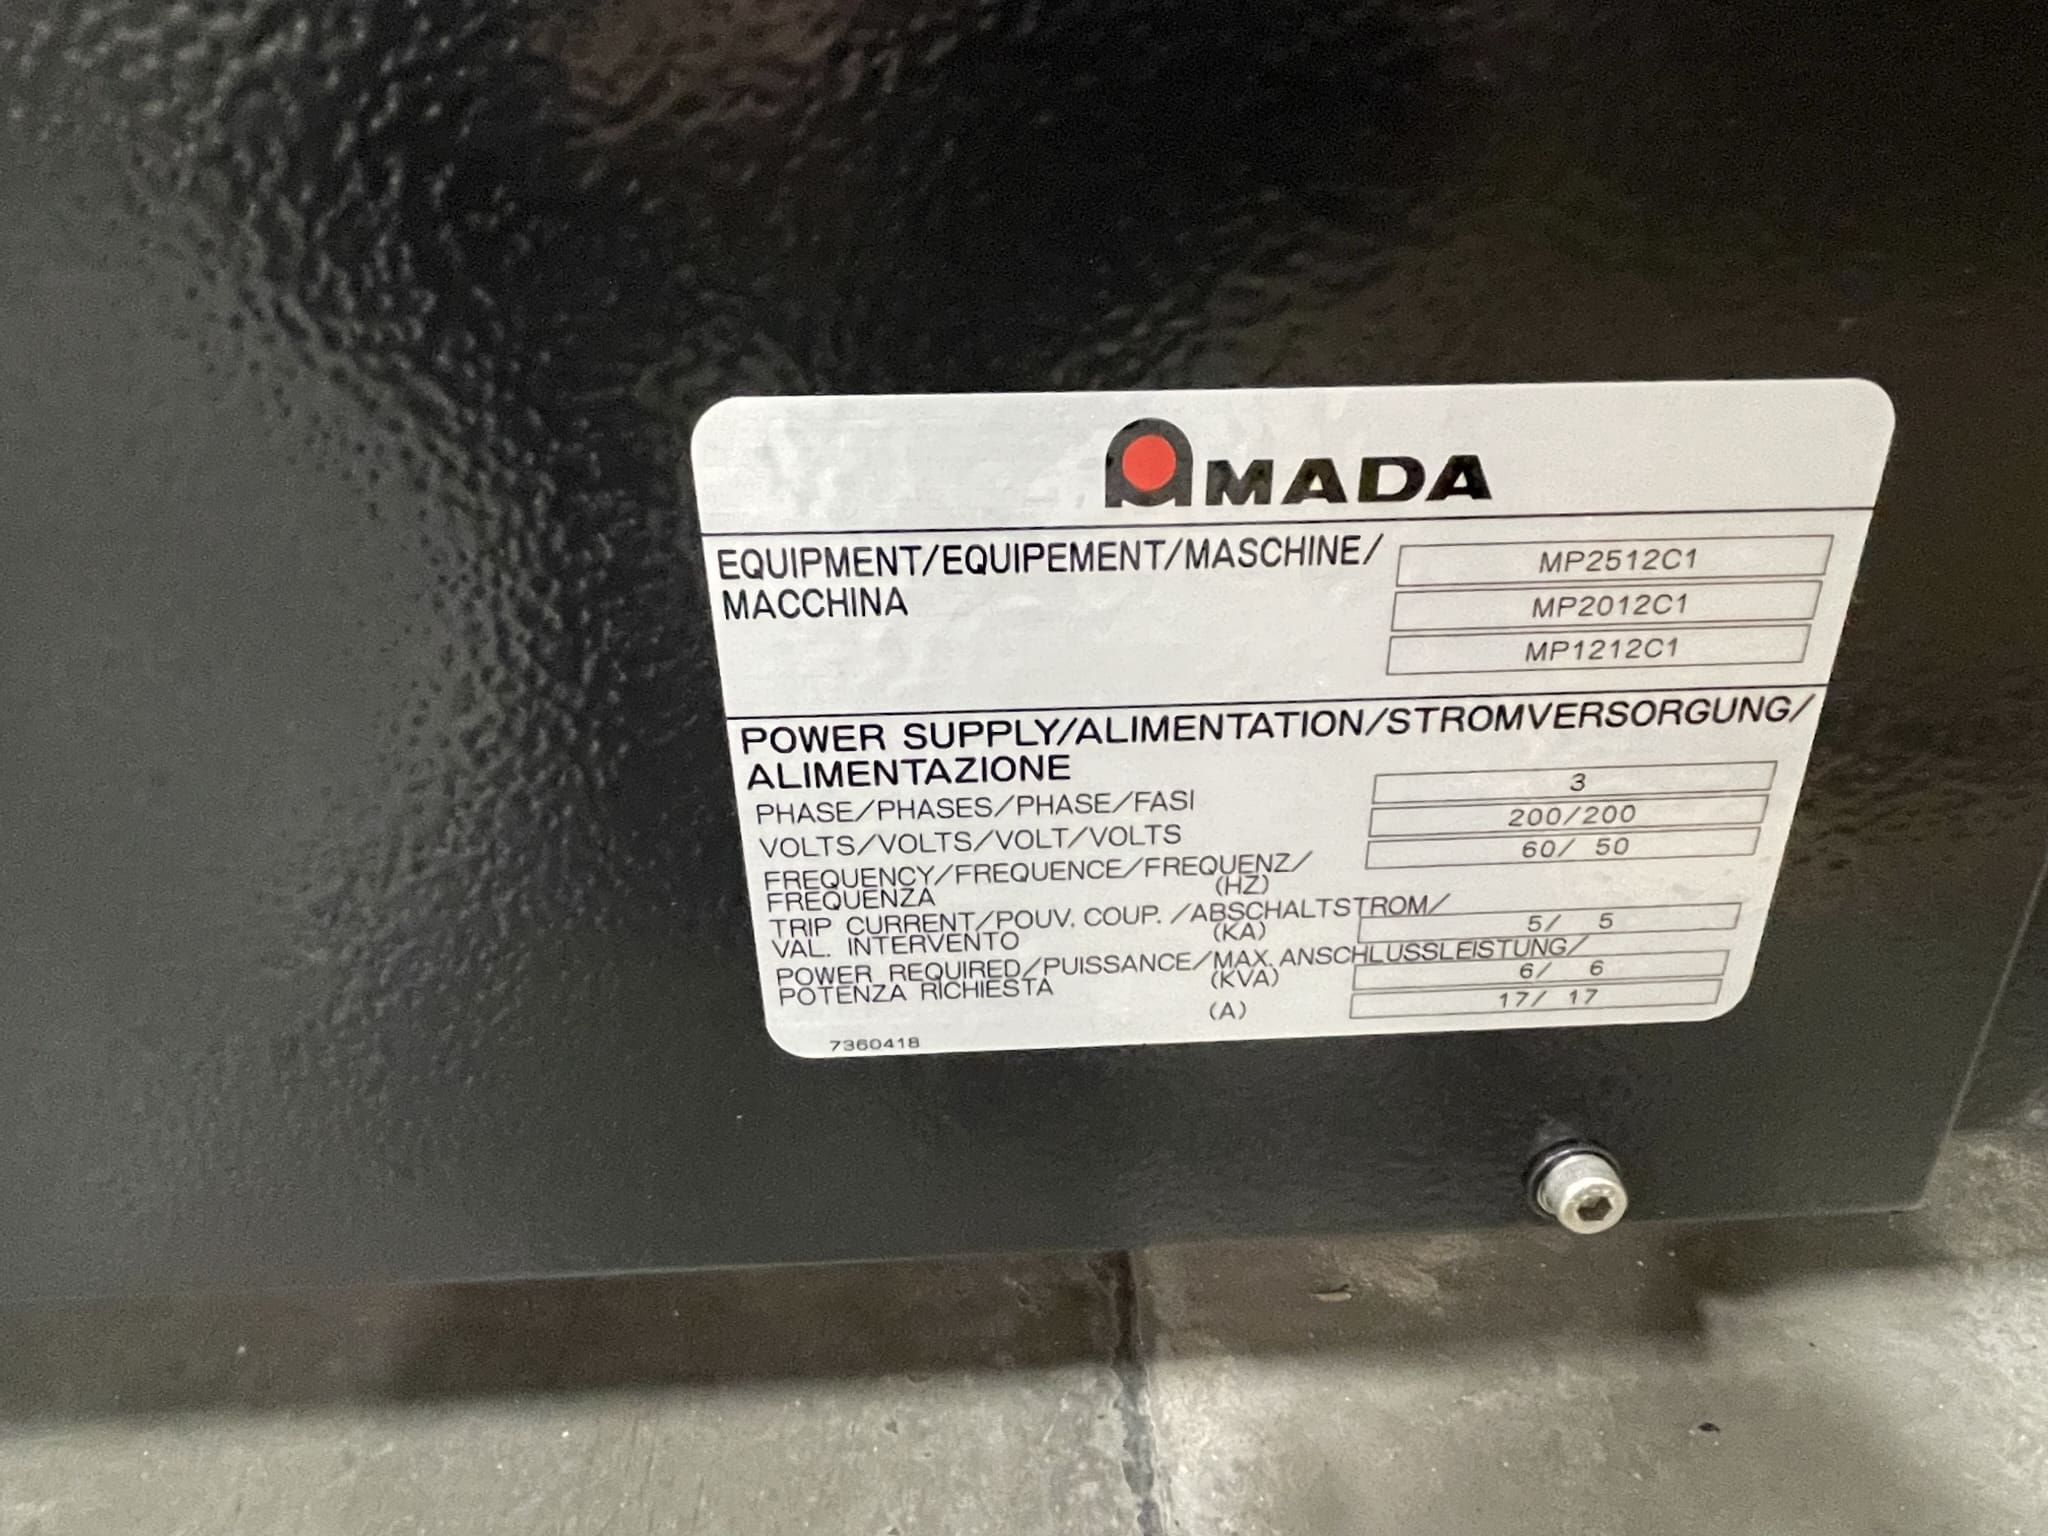 AMADA
EQUIPMENT/EQUIPEMENT/MASCHINE/
MACCHINA
MP2512C1
MP2012C1
MP1212C1
POWER SUPPLY/ALIMENTATION/STROMVERSORGUNG/
ALIMENTAZIONE
PHASE/PHASES/PHASE/FASI 3
VOLTS/VOLTS/VOLT/VOLTS 200/200
FREQUENCY/FREQUENCE/FREQUENZ/
FREQUENZA (HZ) 60/ 50
TRIP CURRENT/POUV. COUP. /ABSCHALTSTROM/
VAL. INTERVENTO (KA) 5/ 5
POWER REQUIRED/PUISSANCE/MAX. ANSCHLUSSLEISTUNG/
POTENZA RICHIESTA (KVA) 6/ 6
(A) 17/ 17
7360418